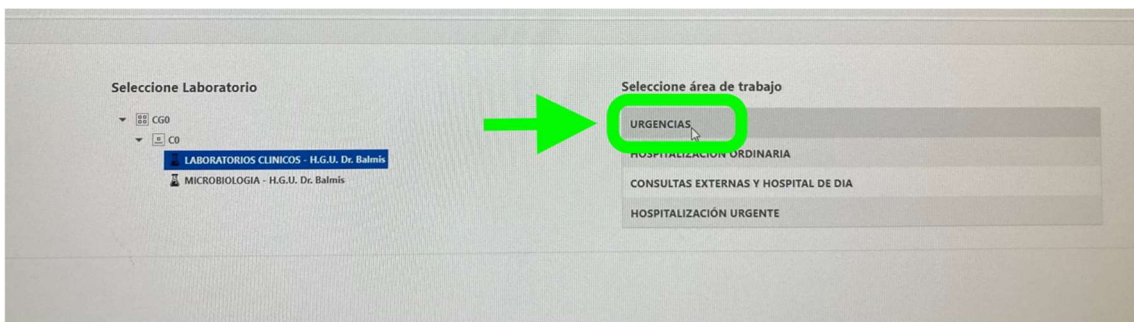 Seleccione Laboratorio
CG0
C0
LABORATORIOS CLINICOS - H.G.U. Dr. Balmis
MICROBIOLOGIA - H.G.U. Dr. Balmis
Seleccione área de trabajo
URGENCIAS
HOSPITALIZACIÓN ORDINARIA
CONSULTAS EXTERNAS Y HOSPITAL DE DIA
HOSPITALIZACIÓN URGENTE